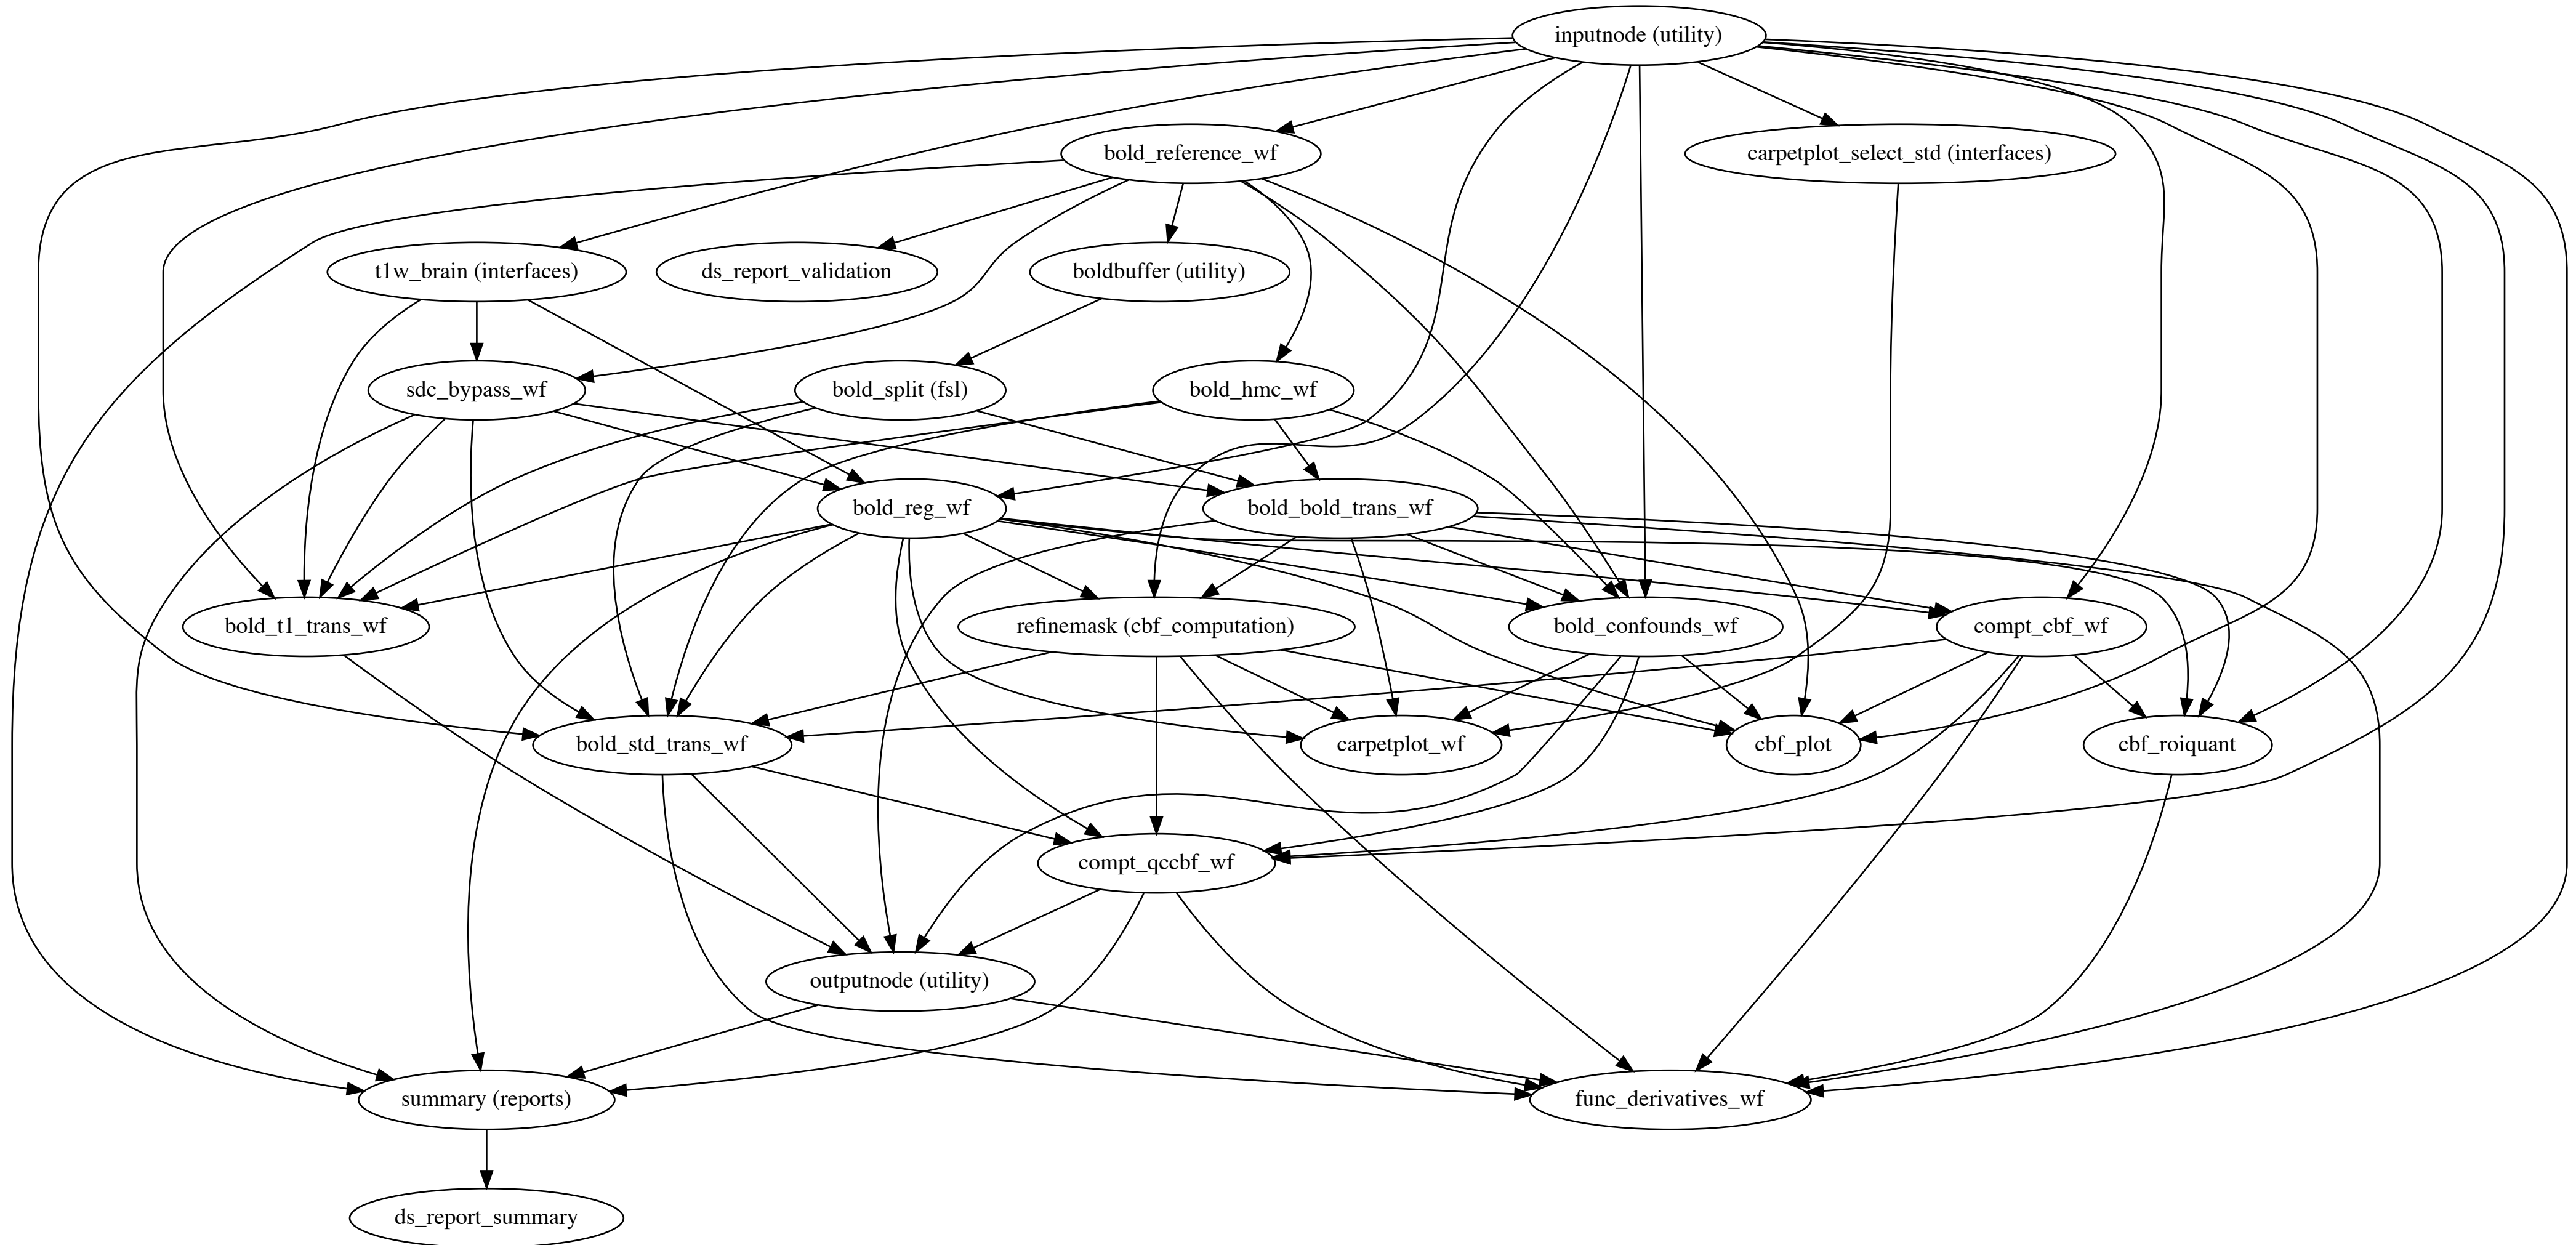 inputnode (utility)
bold_reference_wf
carpetplot_select_std (interfaces)
t1w_brain (interfaces)
ds_report_validation
boldbuffer (utility)
sdc_bypass_wf
bold_split (fsl)
bold_hmc_wf
bold_reg_wf
bold_bold_trans_wf
bold_t1_trans_wf
refinemask (cbf_computation)
bold_confounds_wf
compt_cbf_wf
bold_std_trans_wf
carpetplot_wf
cbf_plot
cbf_roiquant
compt_qccbf_wf
outputnode (utility)
summary (reports)
func_derivatives_wf
ds_report_summary